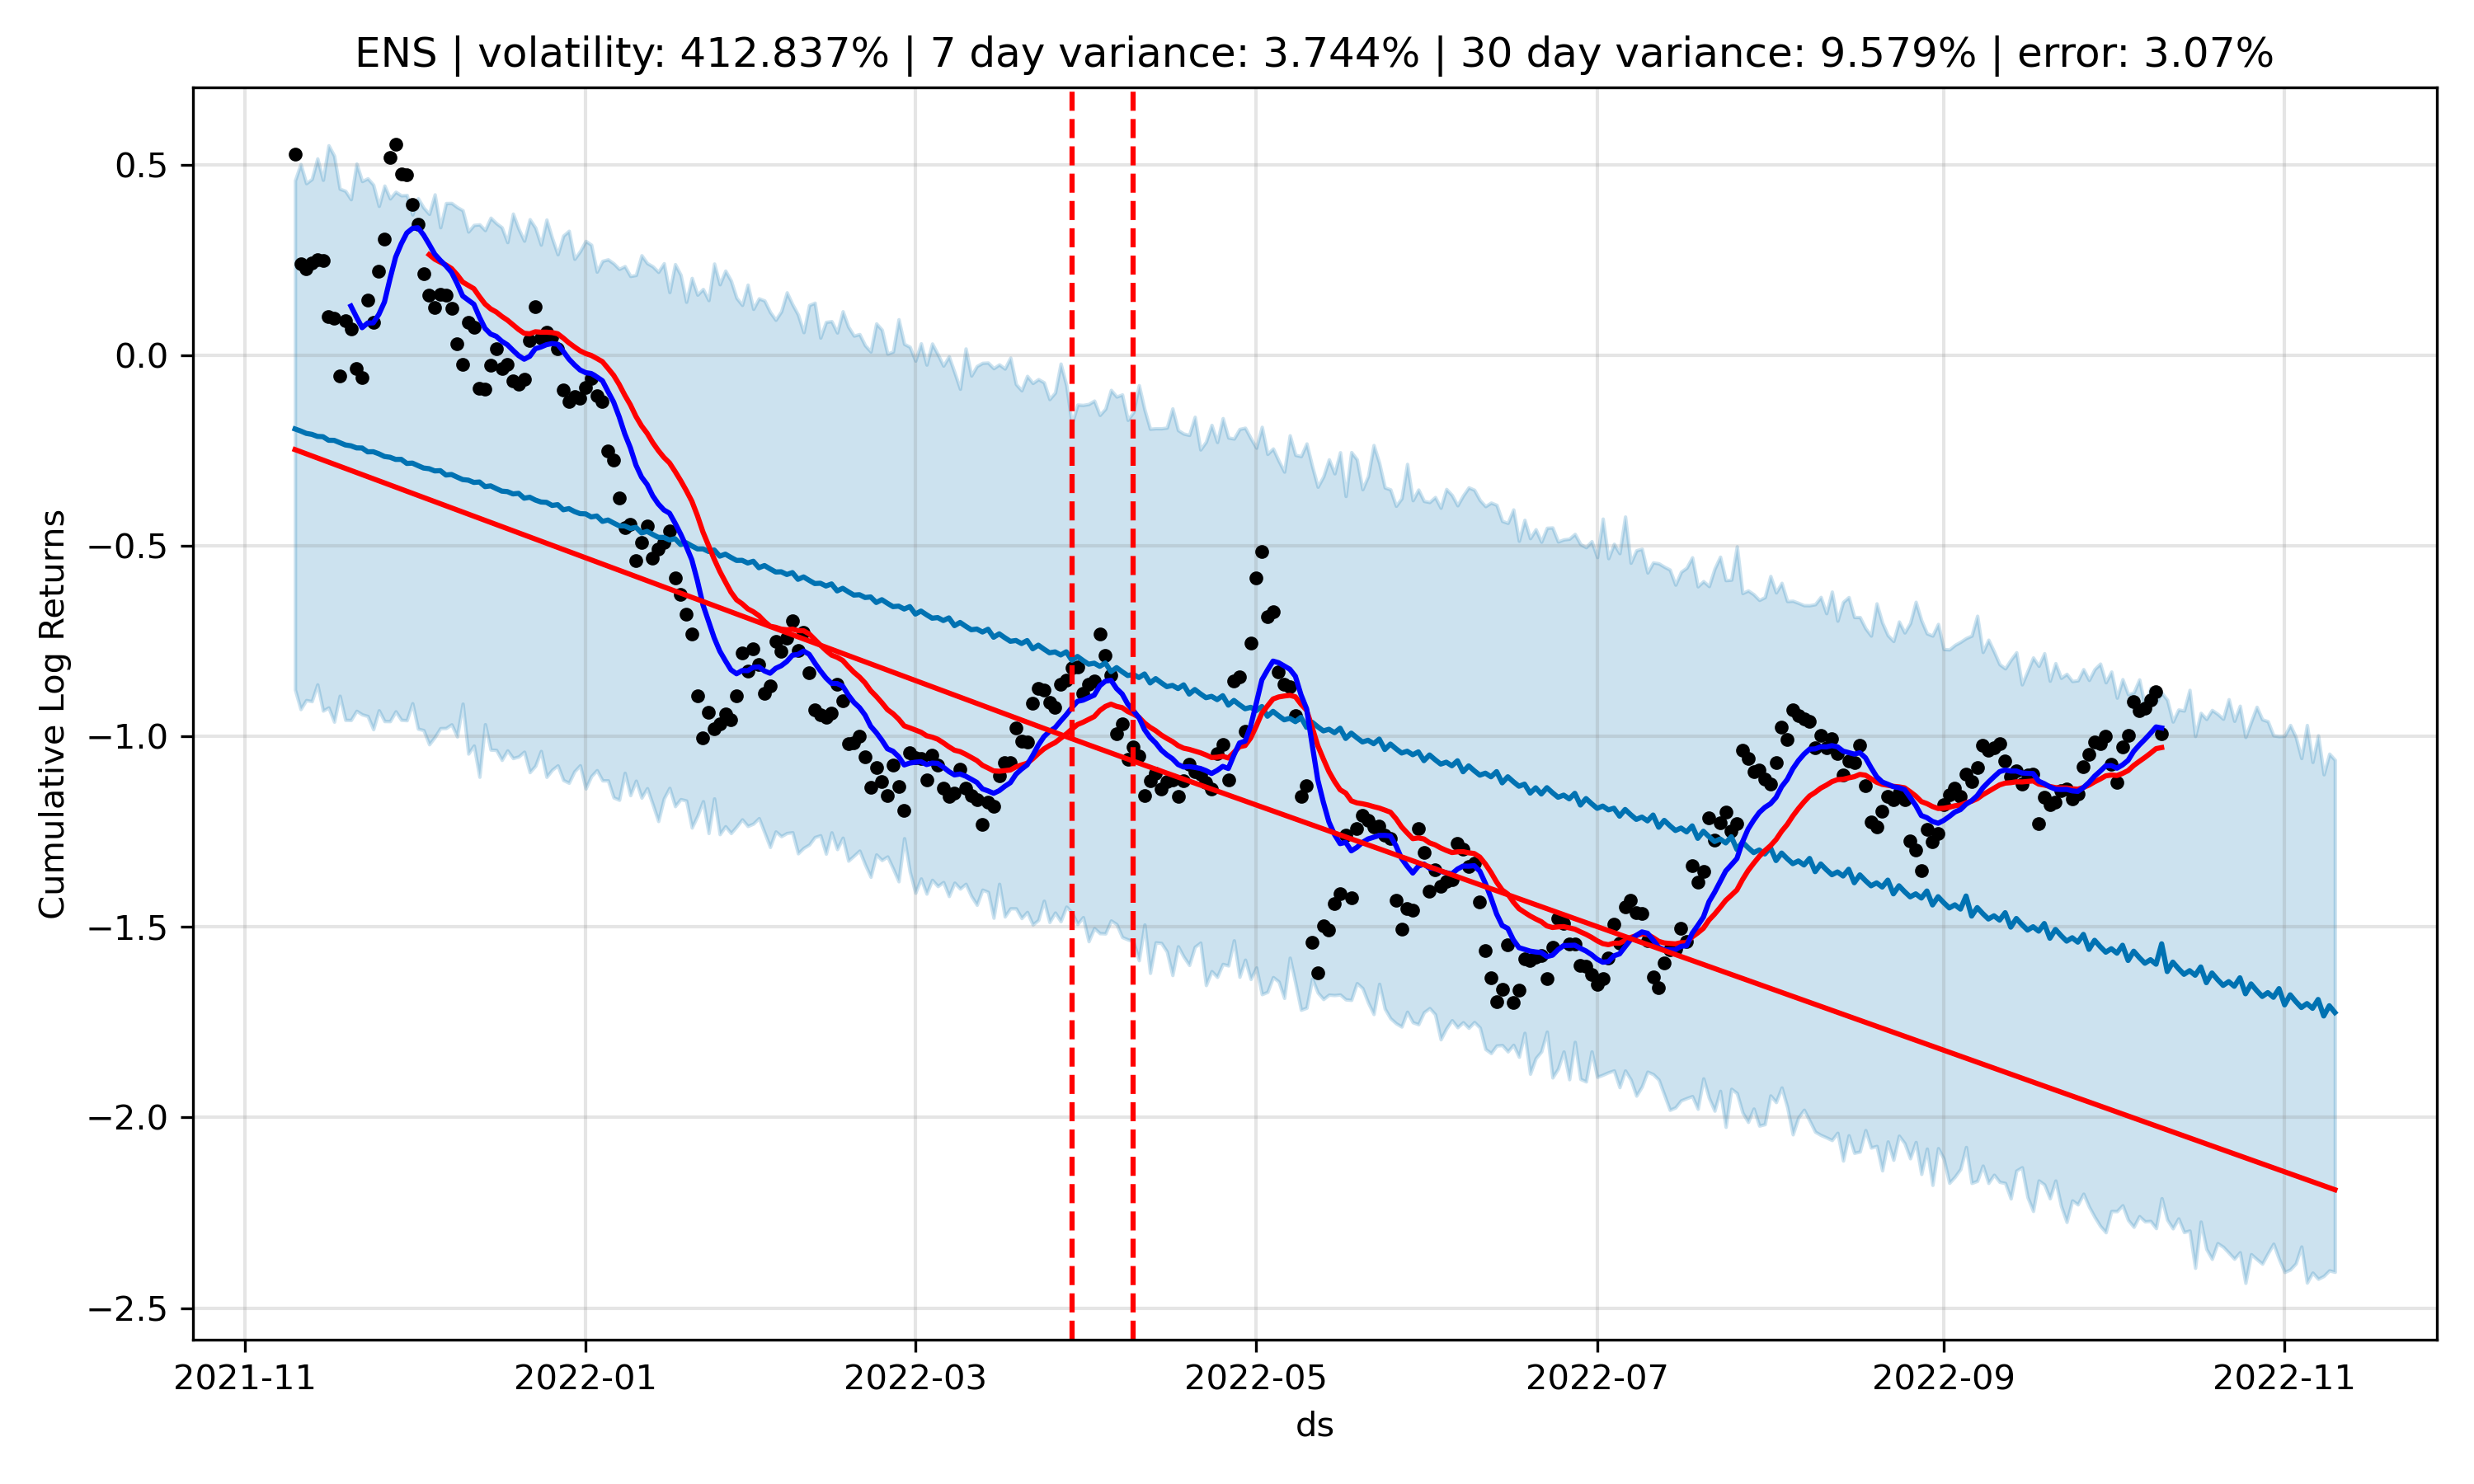 ENS | volatility: 412.837% | 7 day variance: 3.744% | 30 day variance: 9.579% | error: 3.07%
Cumulative Log Returns
0.5
0.0
−0.5
−1.0
−1.5
−2.0
−2.5
2021-11 2022-01 2022-03 2022-05 2022-07 2022-09 2022-11
ds